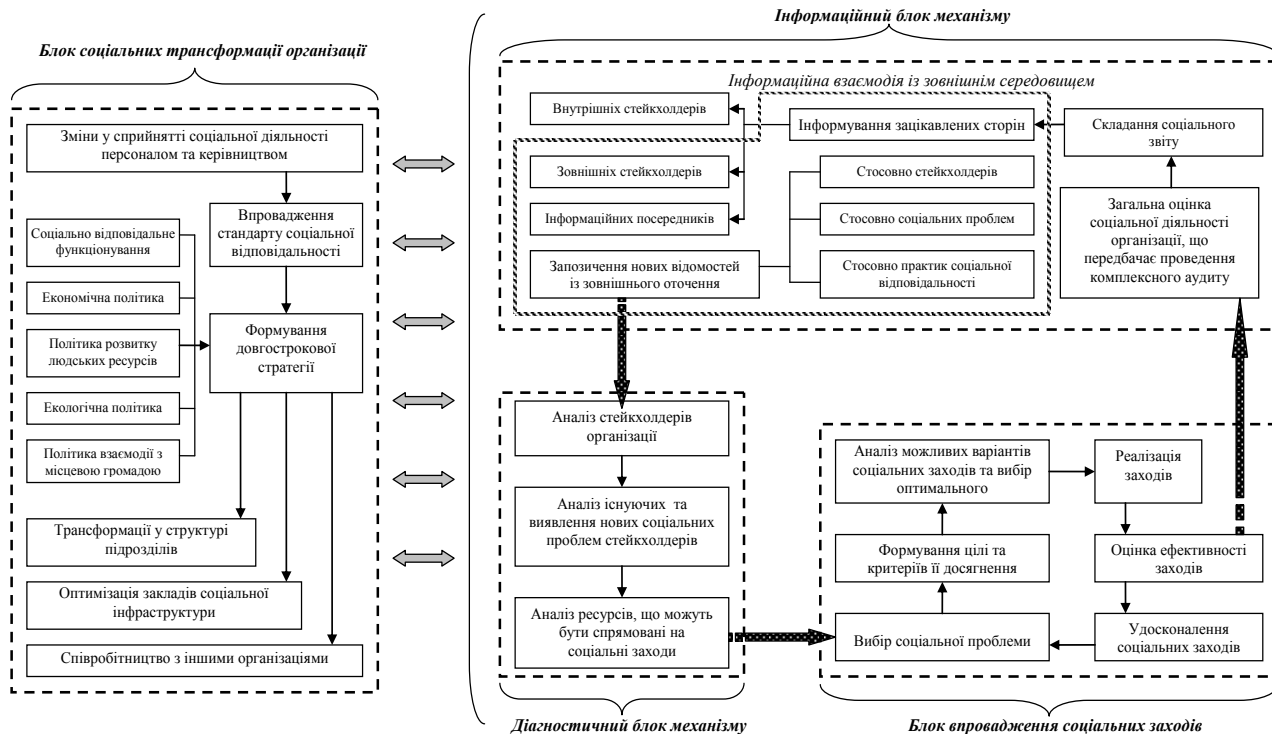 Блок соціальних трансформації організації
Зміни у сприйнятті соціальної діяльності
персоналом та керівництвом
Впровадження
стандарту соціальної
відповідальності
Соціально відповідальне
функціонування
Економічна політика
Політика розвитку
людських ресурсів
Екологічна політика
Політика взаємодії з
місцевою громадою
Формування
довгострокової
стратегії
Трансформації у структурі
підрозділів
Оптимізація закладів соціальної
інфраструктури
Співробітництво з іншими організаціями
Інформаційний блок механізму
Інформаційна взаємодія із зовнішнім середовищем
Внутрішніх стейкхолдерів
Зовнішніх стейкхолдерів
Інформаційних посередників
Запозичення нових відомостей
із зовнішнього оточення
Інформування зацікавлених сторін
Стосовно стейкхолдерів
Стосовно соціальних проблем
Стосовно практик соціальної
відповідальності
Складання соціального
звіту
Загальна оцінка
соціальної діяльності
організації, що
передбачає проведення
комплексного аудиту
Аналіз стейкхолдерів
організації
Аналіз існуючих та
виявлення нових соціальних
проблем стейкхолдерів
Аналіз ресурсів, що можуть
бути спрямовані на
соціальні заходи
Діагностичний блок механізму
Аналіз можливих варіантів
соціальних заходів та вибір
оптимального
Реалізація
заходів
Формування цілі та
критеріїв її досягнення
Оцінка ефективності
заходів
Вибір соціальної проблеми
Удосконалення
соціальних заходів
Блок впровадження соціальних заходів